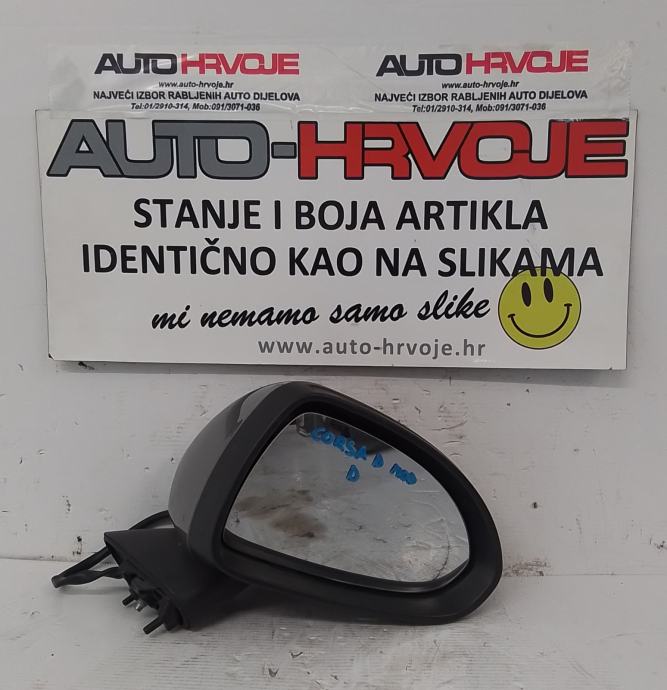 AUTO HRVOJE
www.auto-hrvoje.hr
NAJVEĆI IZBOR RABLJENIH AUTO DIJELOVA
Tel:01/2910-314, Mob:091/3071-036
AUTO HRVOJE
www.auto-hrvoje.hr
NAJVEĆI IZBOR RABLJENIH AUTO DIJELOVA
Tel:01/2910-314, Mob:091/3071-036
AUTO-HRVOJE
STANJE I BOJA ARTIKLA
IDENTIČNO KAO NA SLIKAMA
mi nemamo samo slike
www.auto-hrvoje.hr
CORSA D
D